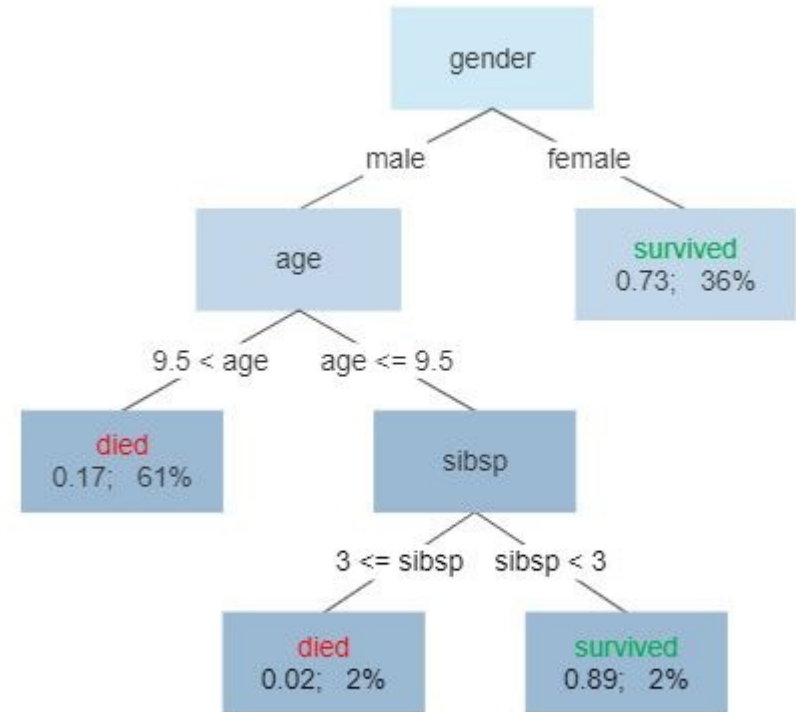 gender
male
female
age
survived
0.73; 36%
9.5 < age
age <= 9.5
died
0.17; 61%
sibsp
3 <= sibsp
sibsp < 3
died
0.02; 2%
survived
0.89; 2%